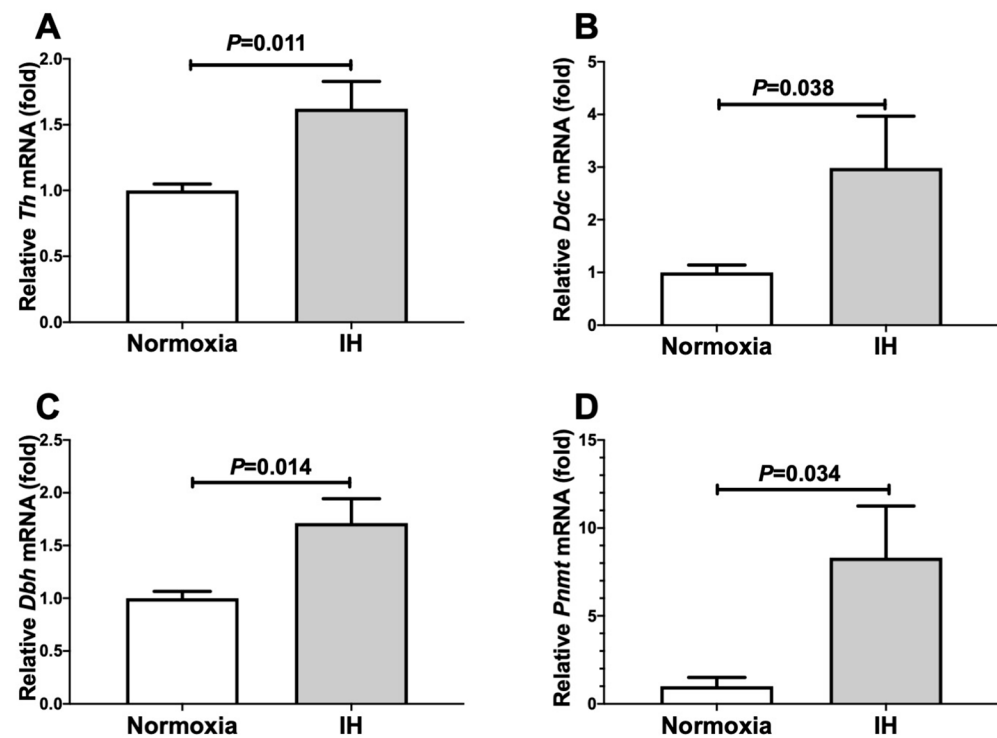 A
P=0.011
Relative Th mRNA (fold)
2.0
1.5
1.0
0.5
0.0
Normoxia IH
B
P=0.038
Relative Ddc mRNA (fold)
5
4
3
2
1
0
Normoxia IH
C
P=0.014
Relative Dbh mRNA (fold)
2.5
2.0
1.5
1.0
0.5
0.0
Normoxia IH
D
P=0.034
Relative Pnmt mRNA (fold)
15
10
5
0
Normoxia IH